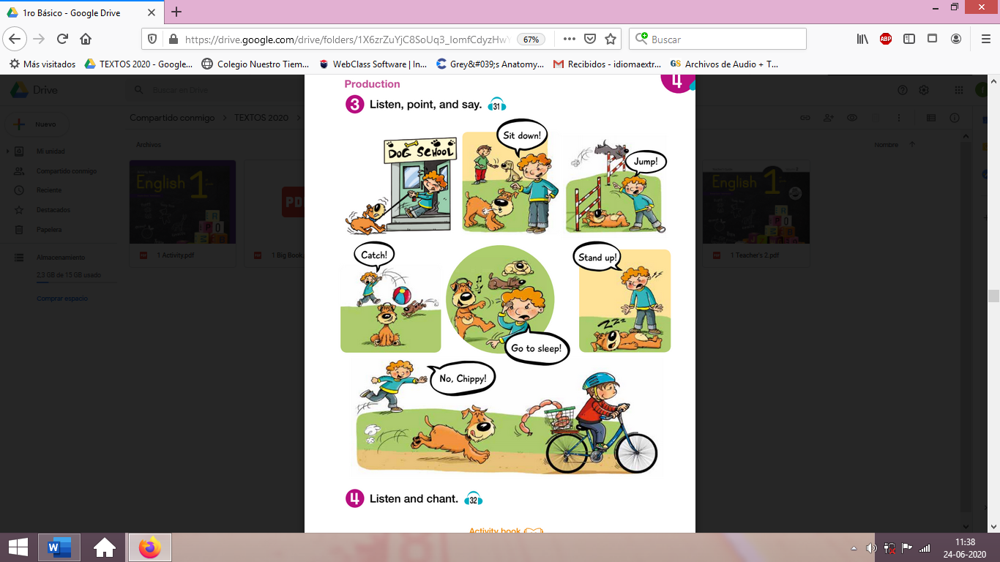 1ro Básico - Google Drive
https://drive.google.com/drive/folders/1X6zrZuYjC8SoUq3_IomfCdyzHwY
67%
Buscar
Más visitados
TEXTOS 2020 - Google...
Colegio Nuestro Tiem...
WebClass Software | In...
Grey&#039;s Anatomy...
Recibidos - idiomaextr...
Archivos de Audio + T...
Drive
Buscar en Drive
Nuevo
Compartido conmigo
TEXTOS 2020
Mi unidad
Compartido conmigo
Reciente
Destacados
Papelera
Almacenamiento
2,3 GB de 15 GB usado
Comprar espacio
Archivos
Nombre
English 1
PDF
English 1
1 Activity.pdf
1 Big Book.
1 Teacher's 2.pdf
Production
4
3 Listen, point, and say. 31
DOG SCHOOL
Sit down!
Jump!
Catch!
Go to sleep!
Stand up!
ZZZ
No, Chippy!
4 Listen and chant. 32
Activity book
11:38
24-06-2020